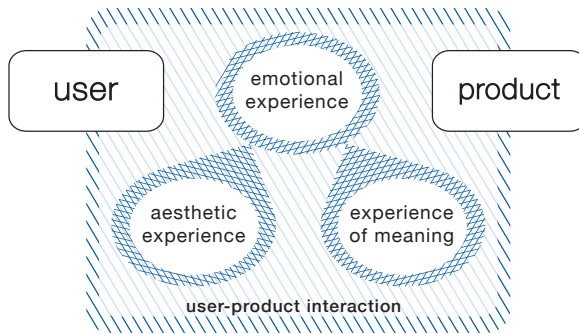 user
emotional
experience
product
aesthetic
experience
experience
of meaning
user-product interaction